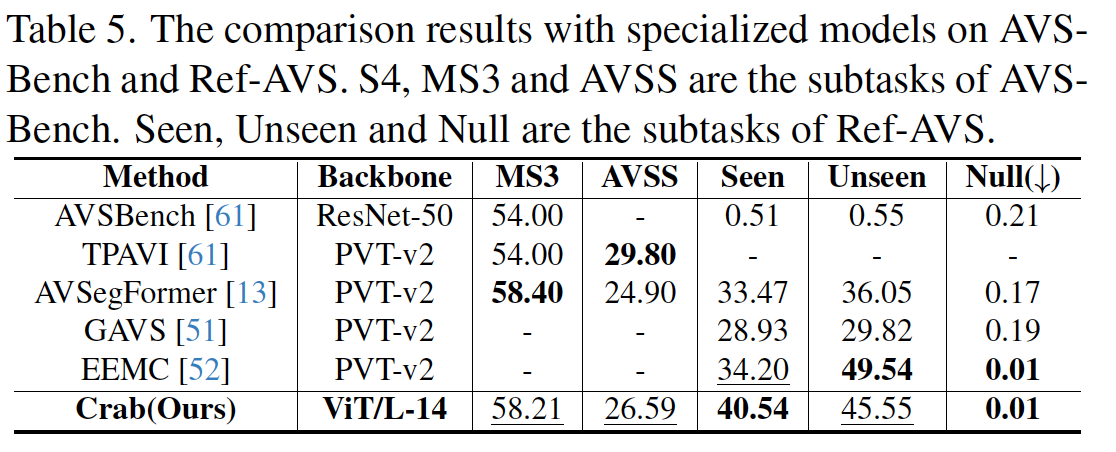 Table 5. The comparison results with specialized models on AVS-
Bench and Ref-AVS. S4, MS3 and AVSS are the subtasks of AVS-
Bench. Seen, Unseen and Null are the subtasks of Ref-AVS.
Method Backbone MS3 AVSS Seen Unseen Null(↓)
AVSBench [61] ResNet-50 54.00 - 0.51 0.55 0.21
TPAVI [61] PVT-v2 54.00 29.80 - - -
AVSegFormer [13] PVT-v2 58.40 24.90 33.47 36.05 0.17
GAVS [51] PVT-v2 - - 28.93 29.82 0.19
EEMC [52] PVT-v2 - - 34.20 49.54 0.01
Crab(Ours) ViT/L-14 58.21 26.59 40.54 45.55 0.01